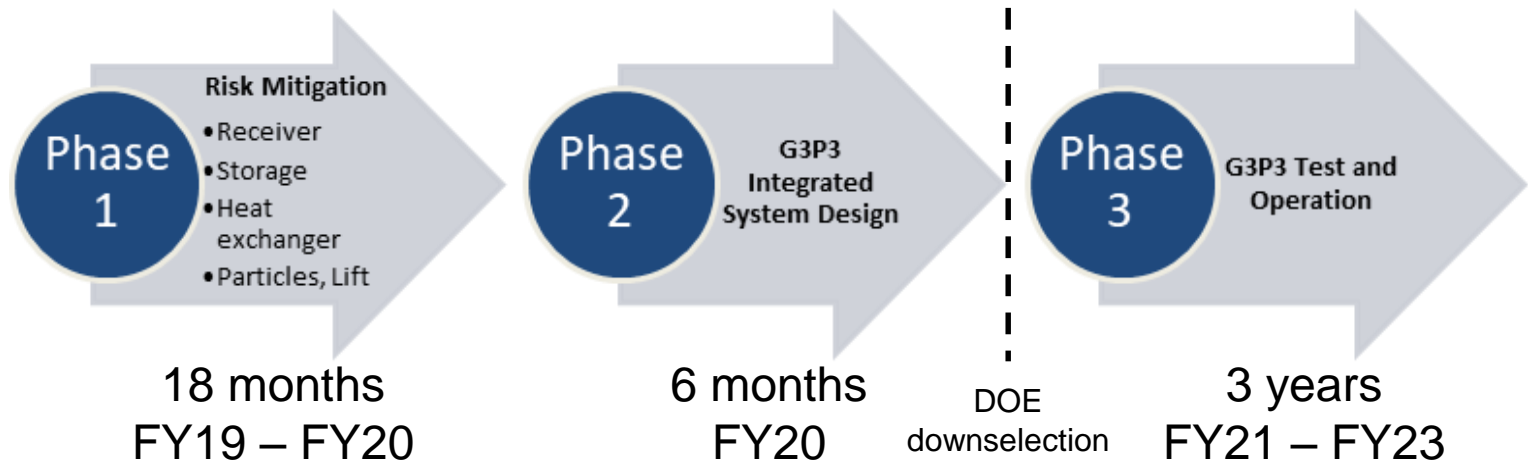 Phase
1
Risk Mitigation
•Receiver
•Storage
•Heat
exchanger
•Particles, Lift
18 months
FY19 – FY20
Phase
2
G3P3
Integrated
System Design
6 months
FY20
DOE
downselection
Phase
3
G3P3 Test and
Operation
3 years
FY21 – FY23